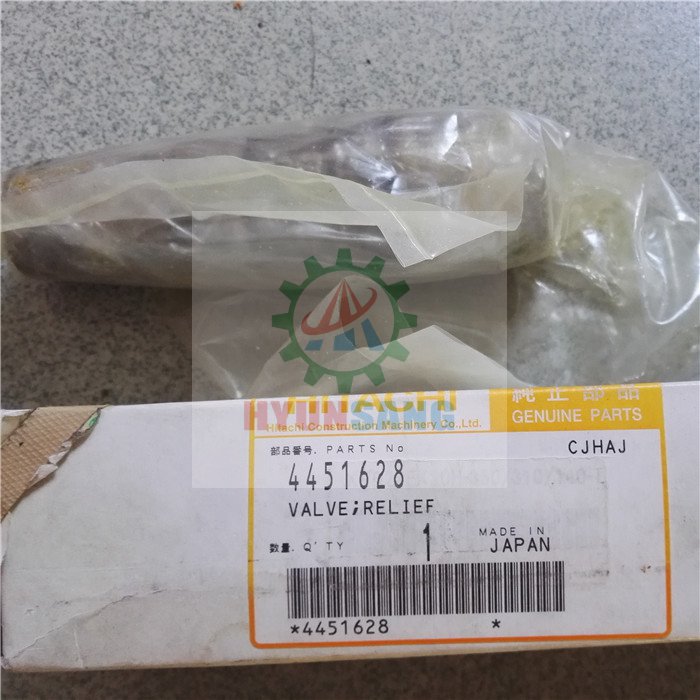 HYUNSANG
HITACHI
純正部品
Hitachi Construction Machinery Co.,Ltd.
GENUINE PARTS
部品番号. PARTS No
CJHAJ
4451628
VALVE;RELIEF
数量. Q'TY
1
MADE IN
JAPAN
*4451628 *